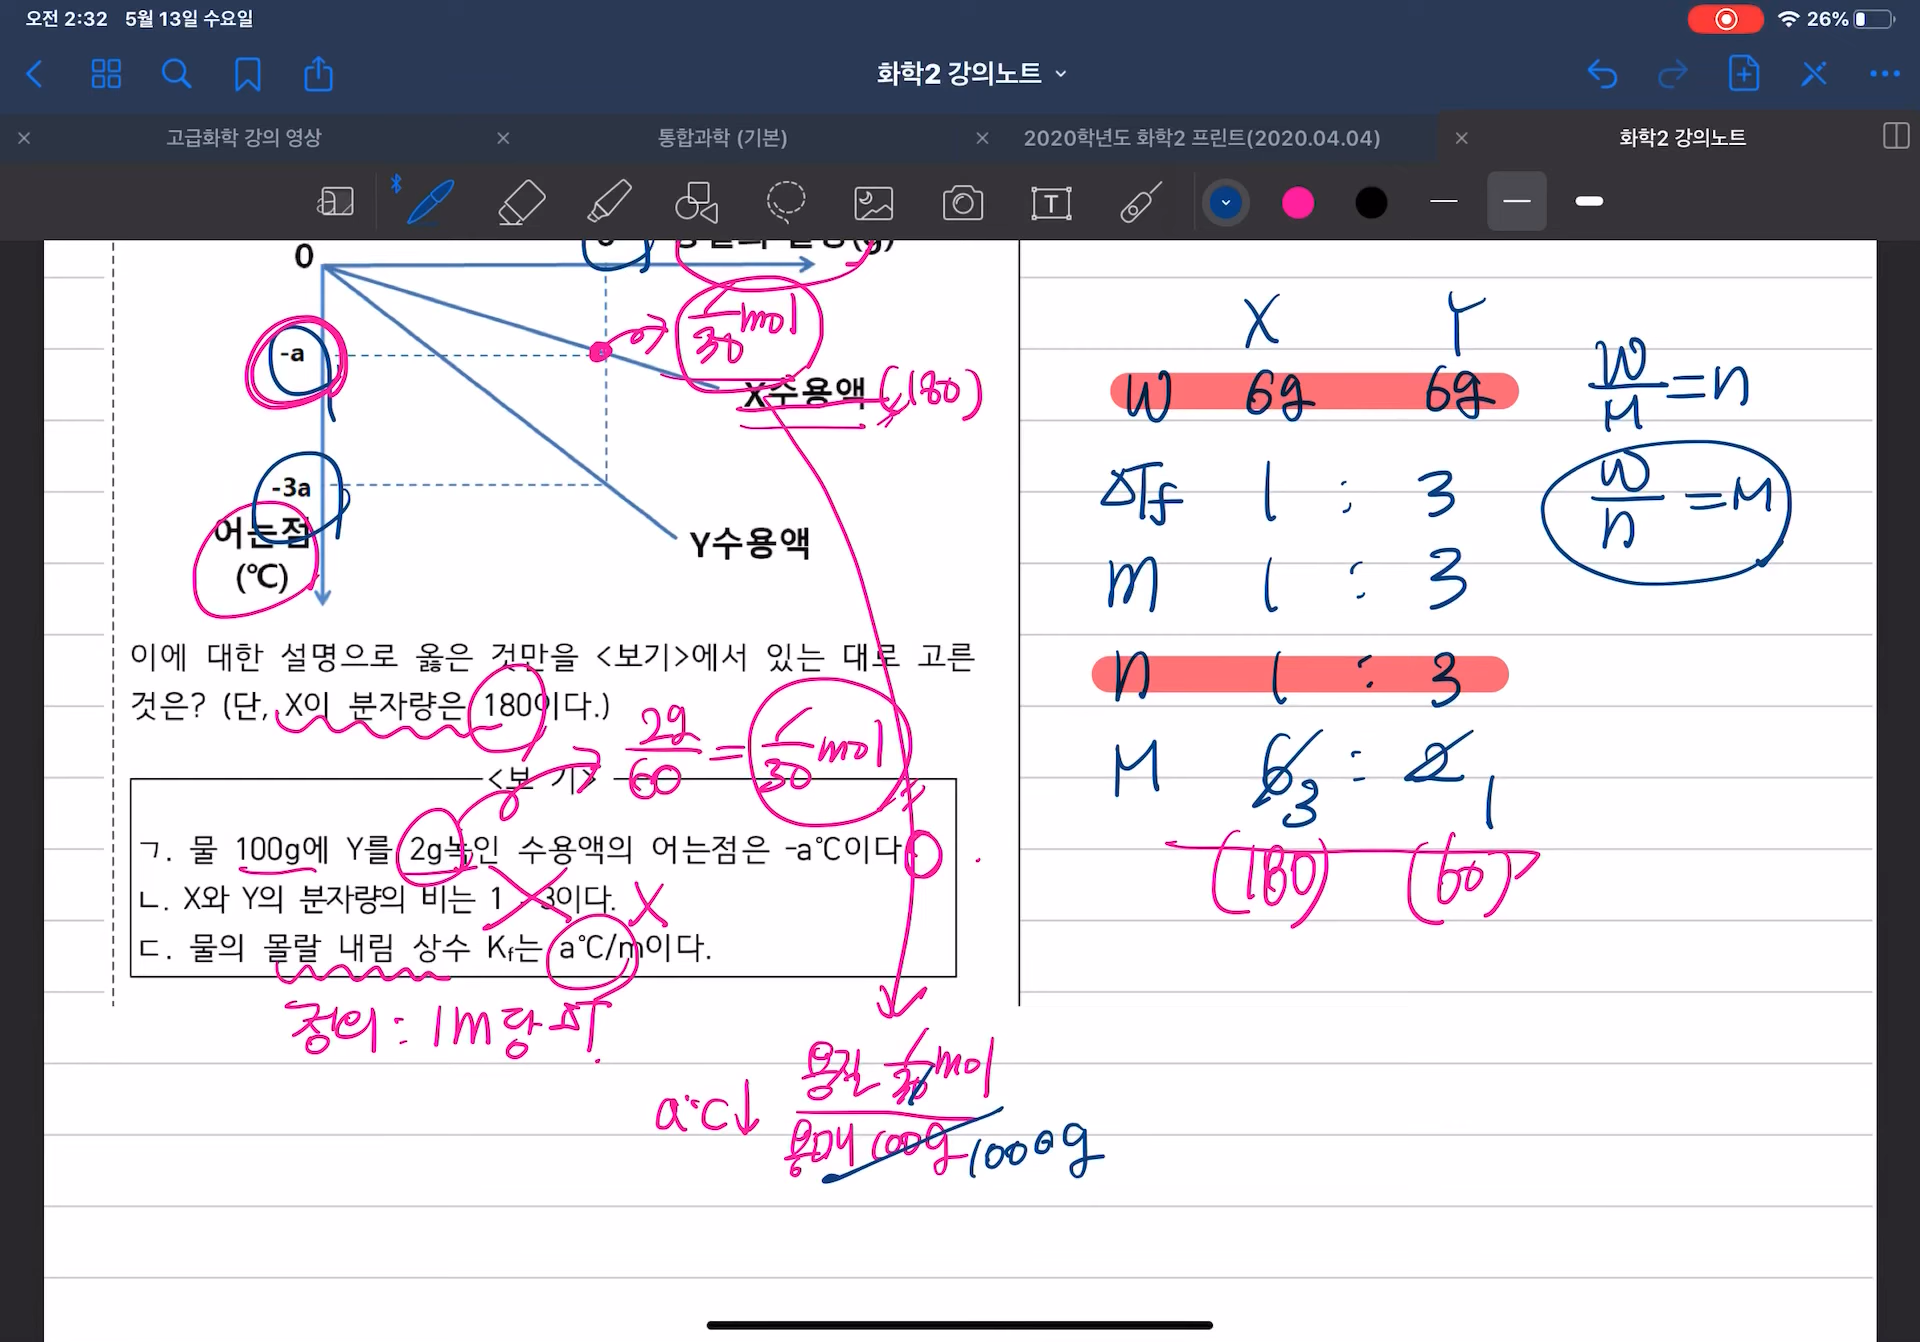 오전 2:32 5월 13일 수요일 26%
화학2 강의노트
고급화학 강의 영상 통합과학 (기본) 2020학년도 화학2 프린트(2020.04.04) 화학2 강의노트
0
1/30 mol
-a
X수용액 (180)
-3a
어는점
(℃)
Y수용액
이에 대한 설명으로 옳은 것만을 <보기>에서 있는 대로 고른
것은? (단, X이 분자량은 180이다.)
2g/60 = 1/30 mol
<보 기>
ㄱ. 물 100g에 Y를 2g녹인 수용액의 어는점은 -a℃이다.
ㄴ. X와 Y의 분자량의 비는 1 : 3이다. X
ㄷ. 물의 몰랄 내림 상수 Kf는 a℃/m이다.
정의 : 1m당 ΔT.
a℃↓ 용질 mol
용매 100g 1000g
X Y
W 6g 6g W/M = n
ΔTf 1 : 3 W/n = M
m 1 : 3
n 1 : 3
M 6 3 : 2 1
(180) (60)